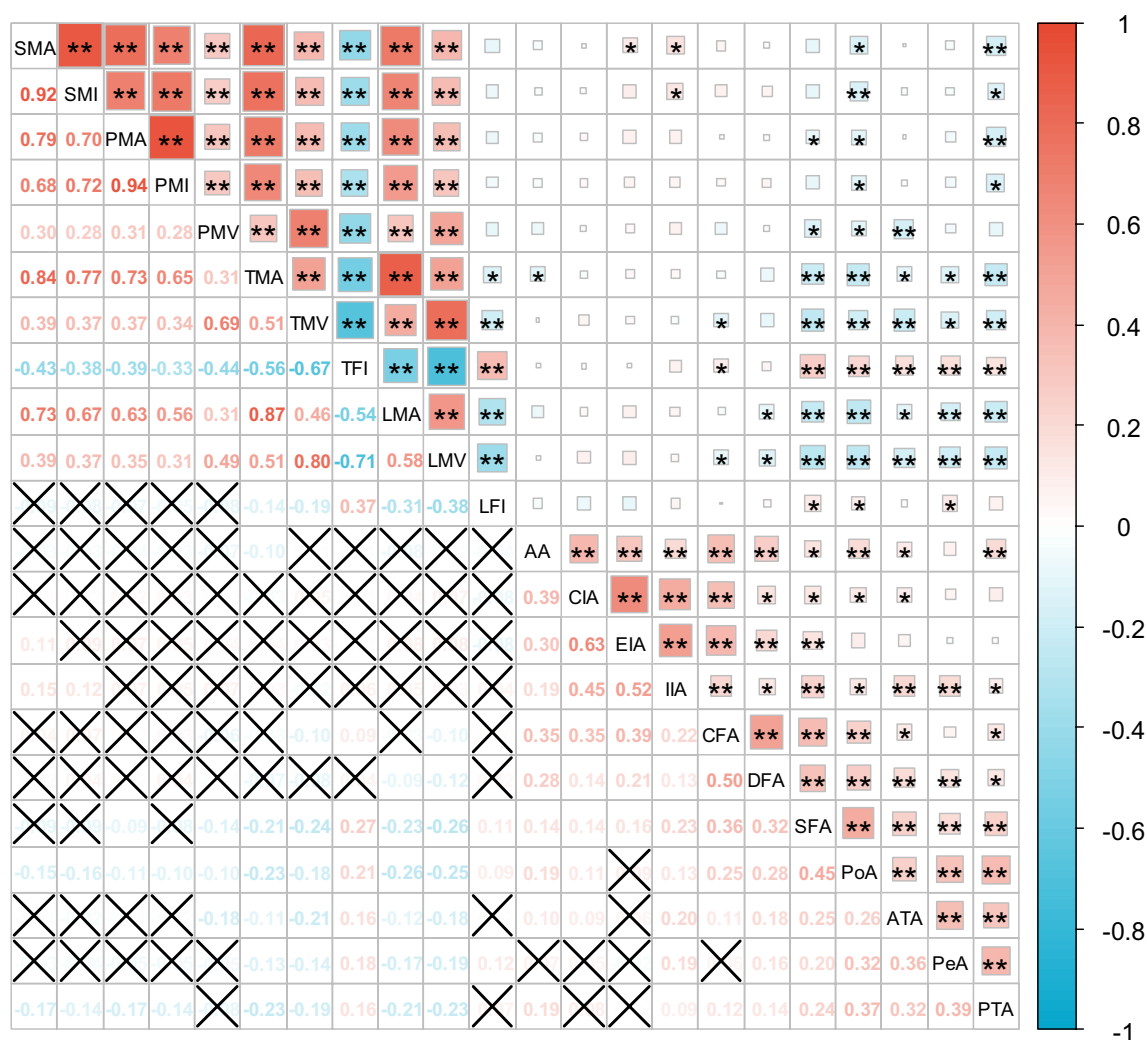 SMA ** ** ** ** ** ** ** ** ** * * * ** 1
0.92 SMI ** ** ** ** ** ** ** ** * ** *
0.79 0.70 PMA ** ** ** ** ** ** ** * * ** 0.8
0.68 0.72 0.94 PMI ** ** ** ** ** ** * *
0.30 0.28 0.31 0.28 PMV ** ** ** ** ** * * ** 0.6
0.84 0.77 0.73 0.65 0.31 TMA ** ** ** ** * * ** ** * * **
0.39 0.37 0.37 0.34 0.69 0.51 TMV ** ** ** ** * ** ** ** * ** 0.4
-0.43 -0.38 -0.39 -0.33 -0.44 -0.56 -0.67 TFI ** ** ** * ** ** ** ** **
0.73 0.67 0.63 0.56 0.31 0.87 0.46 -0.54 LMA ** ** * ** ** * ** ** 0.2
0.39 0.37 0.35 0.31 0.49 0.51 0.80 -0.71 0.58 LMV ** * * ** ** ** ** **
-0.14 -0.19 0.37 -0.31 -0.38 LFI * * * 0
-0.10 AA ** ** ** ** ** * ** * **
0.39 CIA ** ** ** * * * * -0.2
0.11 0.30 0.63 EIA ** ** ** **
0.15 0.12 0.19 0.45 0.52 IIA ** * ** * ** ** *
-0.10 0.09 -0.10 0.35 0.35 0.39 0.22 CFA ** ** ** * * -0.4
-0.09 -0.12 0.28 0.14 0.21 0.13 0.50 DFA ** ** ** ** *
-0.09 -0.14 -0.21 -0.24 0.27 -0.23 -0.26 0.11 0.14 0.14 0.16 0.23 0.36 0.32 SFA ** ** ** ** -0.6
-0.15 -0.16 -0.11 -0.10 -0.10 -0.23 -0.18 0.21 -0.26 -0.25 0.09 0.19 0.11 0.13 0.25 0.28 0.45 PoA ** ** **
-0.18 -0.11 -0.21 0.16 -0.12 -0.18 0.10 0.09 0.20 0.11 0.18 0.25 0.26 ATA ** ** -0.8
-0.13 -0.14 0.18 -0.17 -0.19 0.12 0.19 0.16 0.20 0.32 0.36 PeA **
-0.17 -0.14 -0.17 -0.14 -0.23 -0.19 0.16 -0.21 -0.23 0.19 0.09 0.12 0.14 0.24 0.37 0.32 0.39 PTA -1